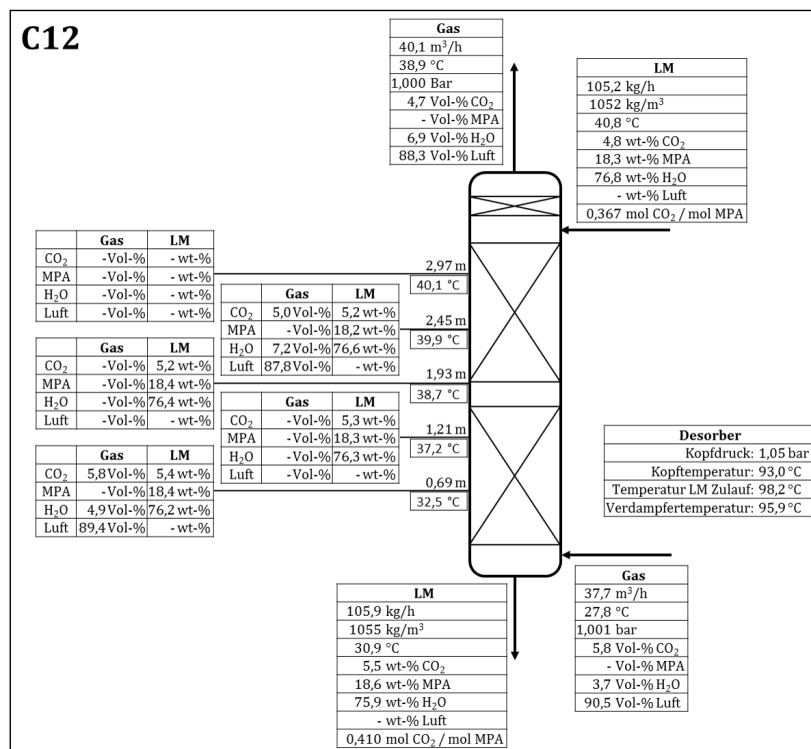 C12
Gas
40,1 m³/h
38,9 °C
1,000 Bar
4,7 Vol-% CO₂
- Vol-% MPA
6,9 Vol-% H₂O
88,3 Vol-% Luft
LM
105,2 kg/h
1052 kg/m³
40,8 °C
4,8 wt-% CO₂
18,3 wt-% MPA
76,8 wt-% H₂O
- wt-% Luft
0,367 mol CO₂ / mol MPA
Gas LM
CO₂ -Vol-% - wt-%
MPA -Vol-% - wt-%
H₂O -Vol-% - wt-%
Luft -Vol-% - wt-%
2,97 m
40,1 °C
Gas LM
CO₂ 5,0Vol-% 5,2 wt-%
MPA -Vol-% 18,2 wt-%
H₂O 7,2Vol-% 76,6 wt-%
Luft 87,8Vol-% - wt-%
2,45 m
39,9 °C
Gas LM
CO₂ -Vol-% 5,2 wt-%
MPA -Vol-% 18,4 wt-%
H₂O -Vol-% 76,4 wt-%
Luft -Vol-% - wt-%
1,93 m
38,7 °C
Gas LM
CO₂ -Vol-% 5,3 wt-%
MPA -Vol-% 18,3 wt-%
H₂O -Vol-% 76,3 wt-%
Luft -Vol-% - wt-%
1,21 m
37,2 °C
Gas LM
CO₂ 5,8Vol-% 5,4 wt-%
MPA -Vol-% 18,4 wt-%
H₂O 4,9Vol-% 76,2 wt-%
Luft 89,4Vol-% - wt-%
0,69 m
32,5 °C
Desorber
Kopfdruck: 1,05 bar
Kopftemperatur: 93,0 °C
Temperatur LM Zulauf: 98,2 °C
Verdampfertemperatur: 95,9 °C
LM
105,9 kg/h
1055 kg/m³
30,9 °C
5,5 wt-% CO₂
18,6 wt-% MPA
75,9 wt-% H₂O
- wt-% Luft
0,410 mol CO₂ / mol MPA
Gas
37,7 m³/h
27,8 °C
1,001 bar
5,8 Vol-% CO₂
- Vol-% MPA
3,7 Vol-% H₂O
90,5 Vol-% Luft